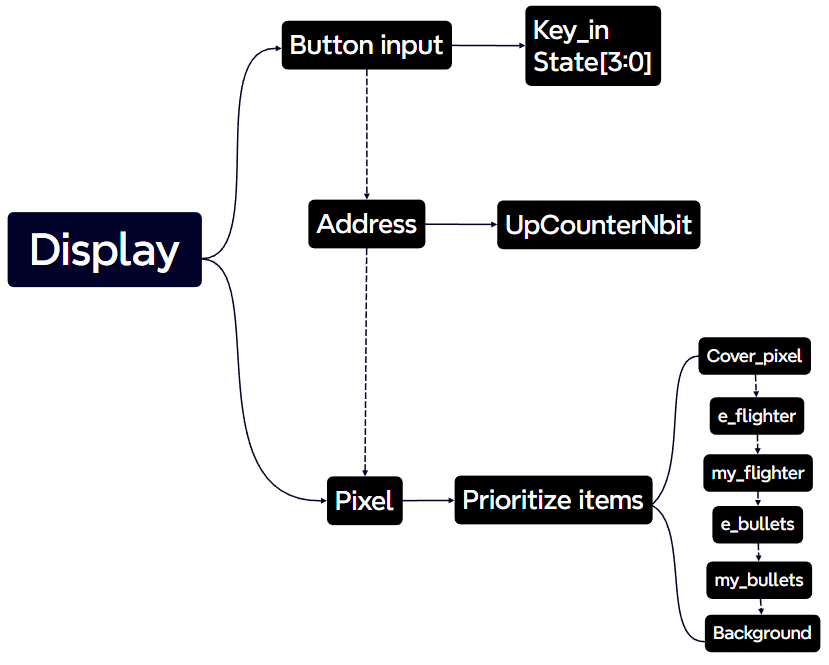 Button input
Key_in
State[3:0]
Display
Address
UpCounterNbit
Pixel
Prioritize items
Cover_pixel
e_flighter
my_flighter
e_bullets
my_bullets
Background